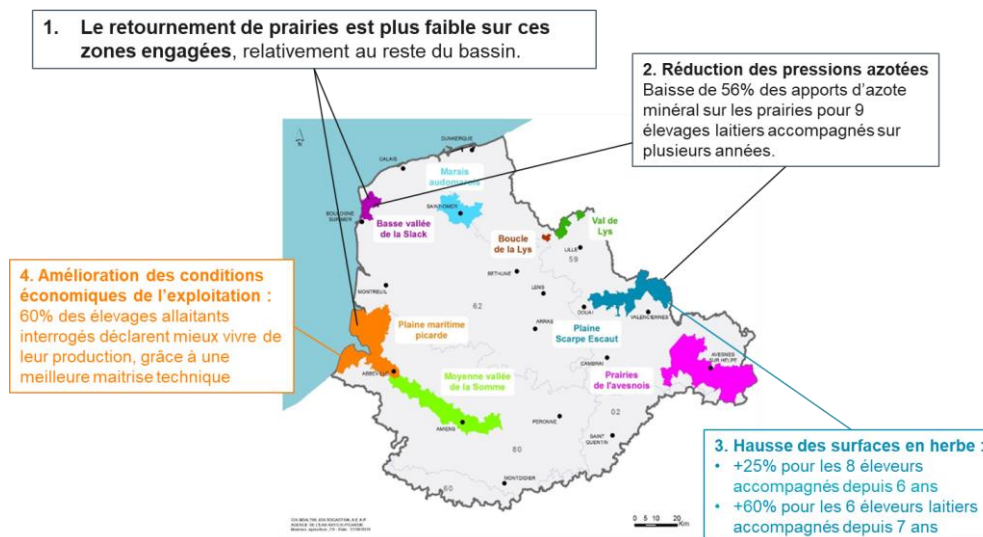 1. Le retournement de prairies est plus faible sur ces
zones engagées, relativement au reste du bassin.
2. Réduction des pressions azotées
Baisse de 56% des apports d'azote
minéral sur les prairies pour 9
élevages laitiers accompagnés sur
plusieurs années.
N
DUNKERQUE
CALAIS
Marais
audomarois
SAINT-OMER
BOULOGNE
SUR MER
Basse vallée
de la Slack
Val de
Lys
Boucle
de la Lys
LILLE
59
BETHUNE
LENS
MONTREUIL
62
DOUAI
VALENCIENNES
ARRAS
Plaine maritime
picarde
Plaine
Scarpe Escaut
AVESNES
SUR HELPE
CAMBRAI
Prairies
de l'avesnois
ABBEVILLE
Moyenne vallée
de la Somme
PERONNE
02
AMIENS
SAINT
QUENTIN
80
MONTDIDIER
60
0 10 20
Km
4. Amélioration des conditions
économiques de l'exploitation :
60% des élevages allaitants
interrogés déclarent mieux vivre de
leur production, grâce à une
meilleure maitrise technique
3. Hausse des surfaces en herbe :
• +25% pour les 8 éleveurs
accompagnés depuis 6 ans
• +60% pour les 6 éleveurs laitiers
accompagnés depuis 7 ans